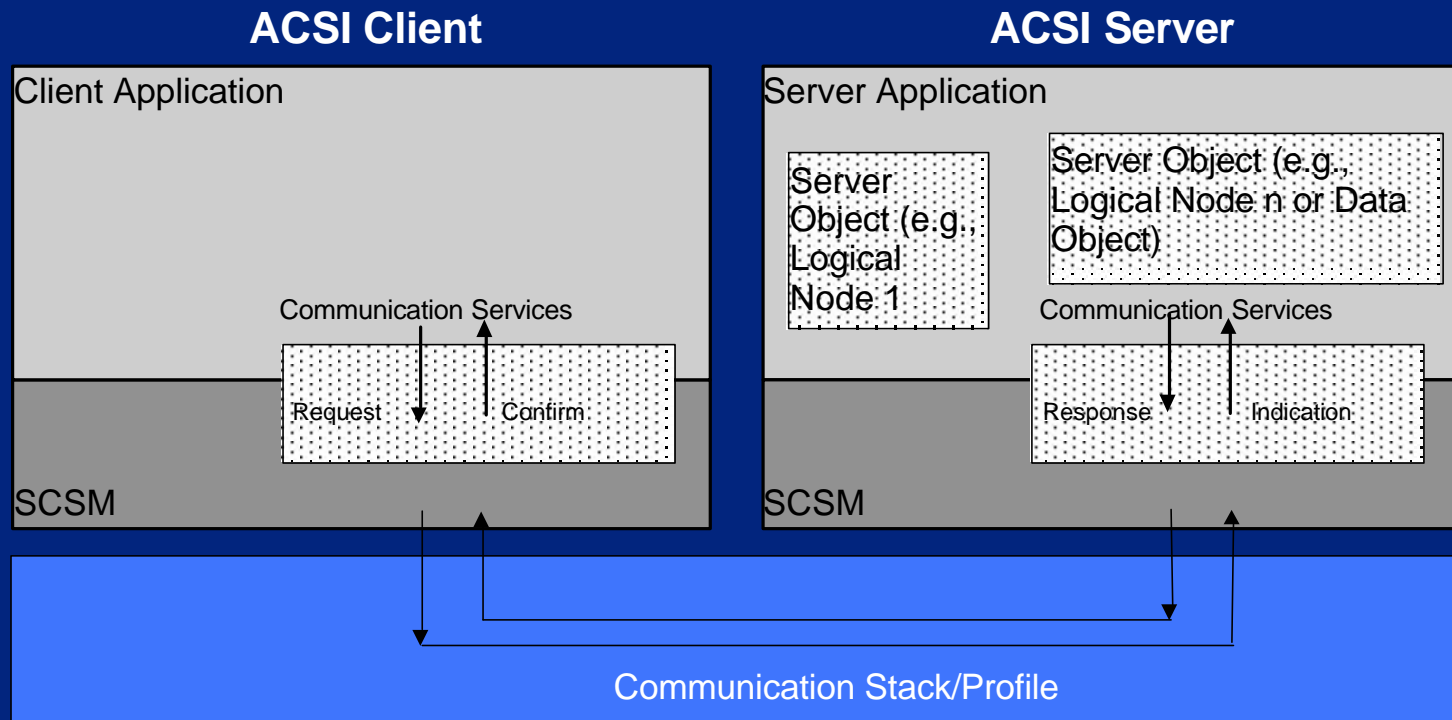 ACSI Client
ACSI Server
Client Application
Communication Services
Request
Confirm
SCSM
Server Application
Server
Object (e.g.,
Logical
Node 1
Server Object (e.g.,
Logical Node n or Data
Object)
Communication Services
Response
Indication
SCSM
Communication Stack/Profile